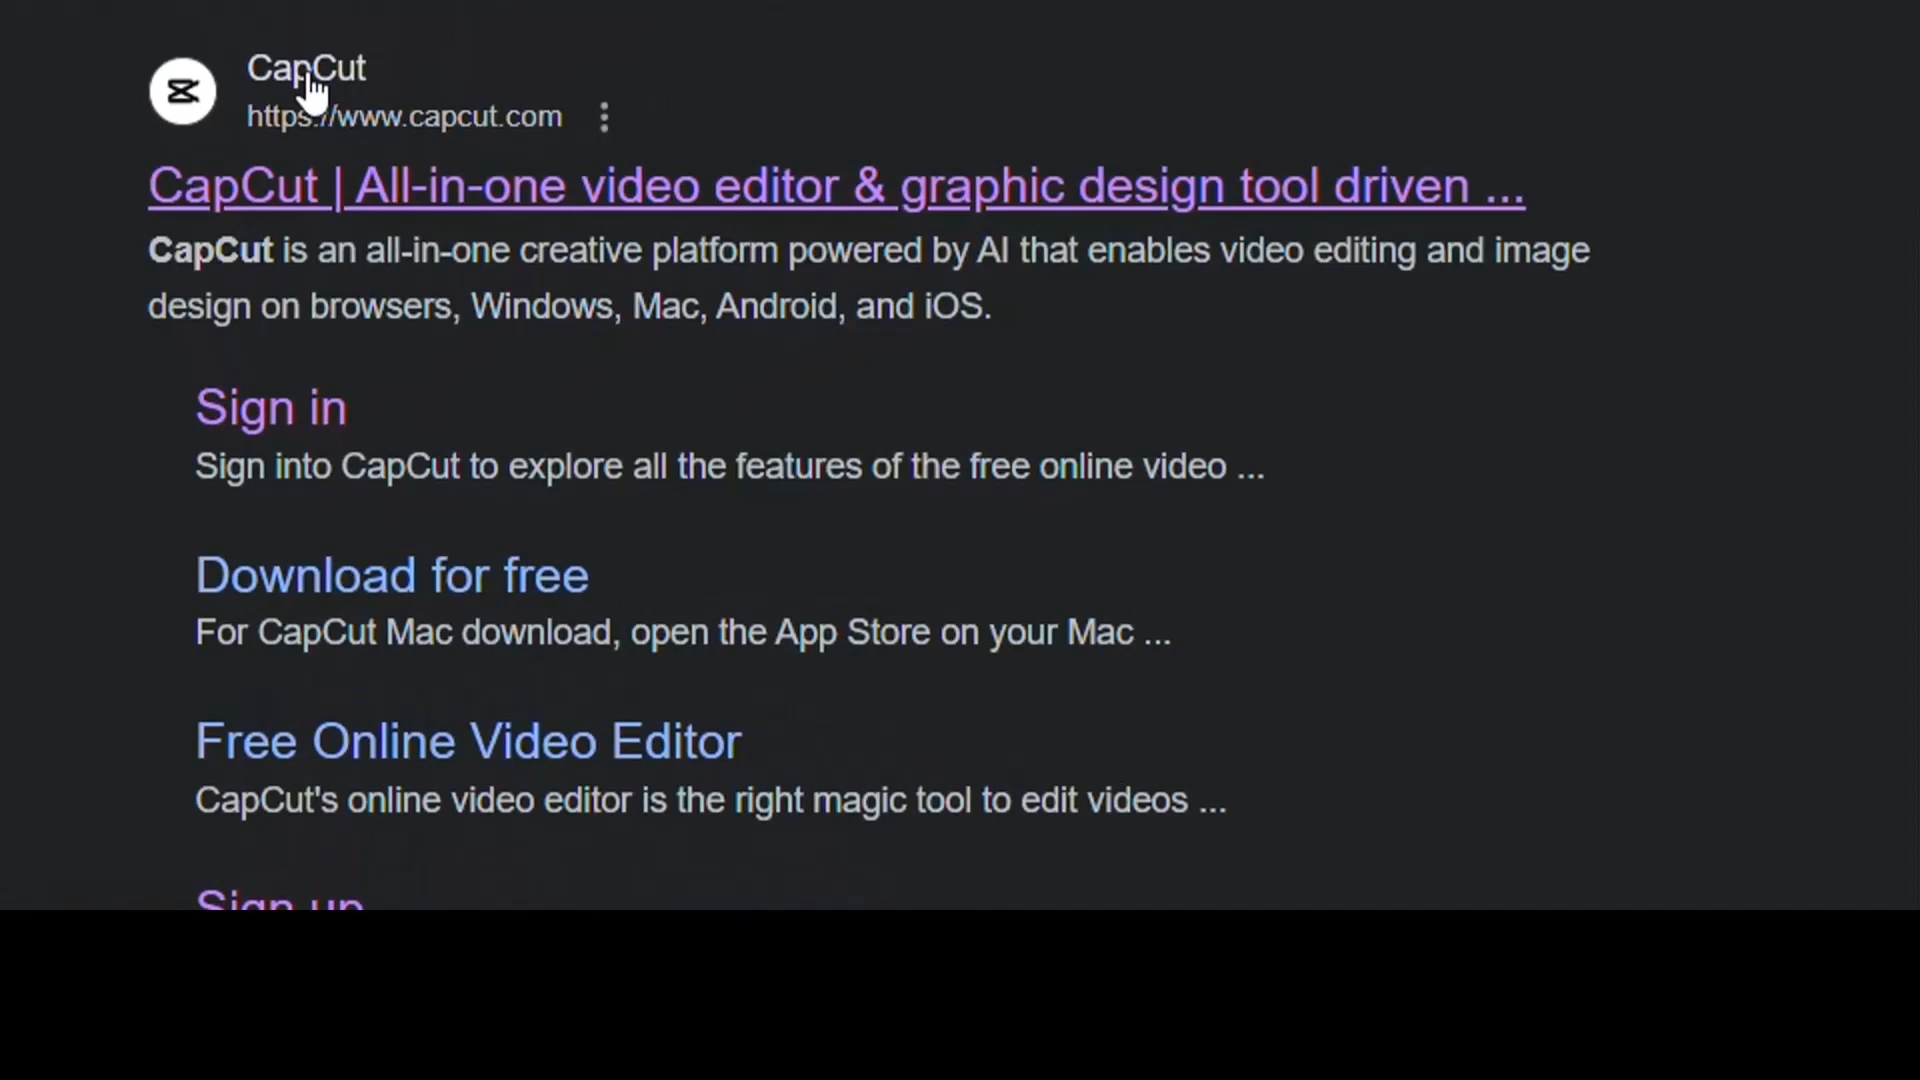 CapCut
https://www.capcut.com
CapCut | All-in-one video editor & graphic design tool driven ...
CapCut is an all-in-one creative platform powered by AI that enables video editing and image
design on browsers, Windows, Mac, Android, and iOS.
Sign in
Sign into CapCut to explore all the features of the free online video ...
Download for free
For CapCut Mac download, open the App Store on your Mac ...
Free Online Video Editor
CapCut's online video editor is the right magic tool to edit videos ...
Sign up